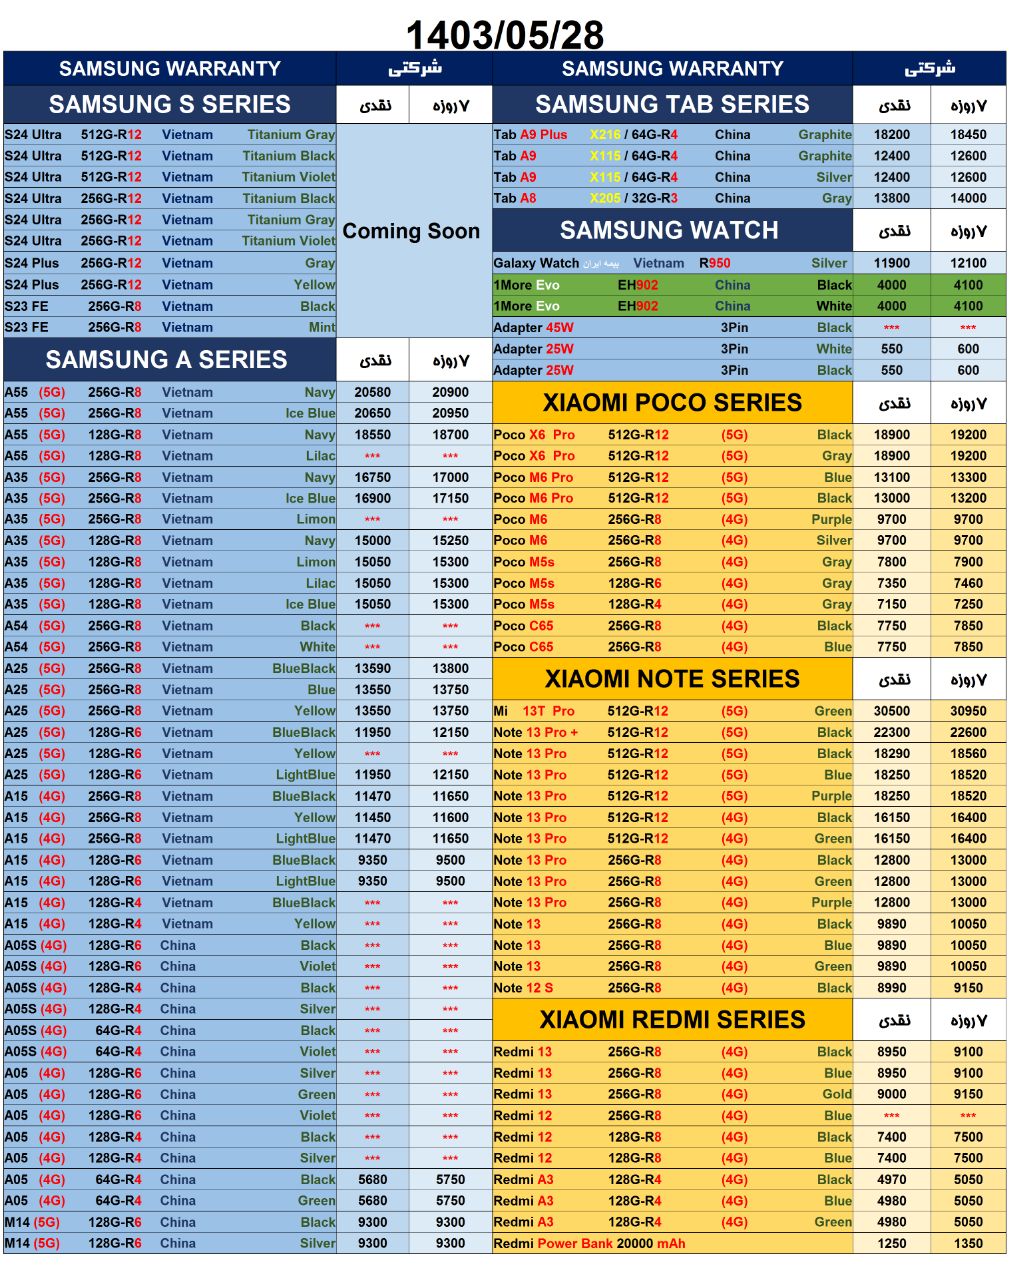 1403/05/28
SAMSUNG WARRANTY شرکتی
SAMSUNG S SERIES نقدی ۷روزه
S24 Ultra 512G-R12 Vietnam Titanium Gray
S24 Ultra 512G-R12 Vietnam Titanium Black
S24 Ultra 512G-R12 Vietnam Titanium Violet
S24 Ultra 256G-R12 Vietnam Titanium Black
S24 Ultra 256G-R12 Vietnam Titanium Gray
S24 Ultra 256G-R12 Vietnam Titanium Violet
S24 Plus 256G-R12 Vietnam Gray
S24 Plus 256G-R12 Vietnam Yellow
S23 FE 256G-R8 Vietnam Black
S23 FE 256G-R8 Vietnam Mint
Coming Soon
SAMSUNG A SERIES نقدی ۷روزه
A55 (5G) 256G-R8 Vietnam Navy 20580 20900
A55 (5G) 256G-R8 Vietnam Ice Blue 20650 20950
A55 (5G) 128G-R8 Vietnam Navy 18550 18700
A55 (5G) 128G-R8 Vietnam Lilac *** ***
A35 (5G) 256G-R8 Vietnam Navy 16750 17000
A35 (5G) 256G-R8 Vietnam Ice Blue 16900 17150
A35 (5G) 256G-R8 Vietnam Limon *** ***
A35 (5G) 128G-R8 Vietnam Navy 15000 15250
A35 (5G) 128G-R8 Vietnam Limon 15050 15300
A35 (5G) 128G-R8 Vietnam Lilac 15050 15300
A35 (5G) 128G-R8 Vietnam Ice Blue 15050 15300
A54 (5G) 256G-R8 Vietnam Black *** ***
A54 (5G) 256G-R8 Vietnam White *** ***
A25 (5G) 256G-R8 Vietnam BlueBlack 13590 13800
A25 (5G) 256G-R8 Vietnam Blue 13550 13750
A25 (5G) 256G-R8 Vietnam Yellow 13550 13750
A25 (5G) 128G-R6 Vietnam BlueBlack 11950 12150
A25 (5G) 128G-R6 Vietnam Yellow *** ***
A25 (5G) 128G-R6 Vietnam LightBlue 11950 12150
A15 (4G) 256G-R8 Vietnam BlueBlack 11470 11650
A15 (4G) 256G-R8 Vietnam Yellow 11450 11600
A15 (4G) 256G-R8 Vietnam LightBlue 11470 11650
A15 (4G) 128G-R6 Vietnam BlueBlack 9350 9500
A15 (4G) 128G-R6 Vietnam LightBlue 9350 9500
A15 (4G) 128G-R4 Vietnam BlueBlack *** ***
A15 (4G) 128G-R4 Vietnam Yellow *** ***
A05S (4G) 128G-R6 China Black *** ***
A05S (4G) 128G-R6 China Violet *** ***
A05S (4G) 128G-R4 China Black *** ***
A05S (4G) 128G-R4 China Silver *** ***
A05S (4G) 64G-R4 China Black *** ***
A05S (4G) 64G-R4 China Violet *** ***
A05 (4G) 128G-R6 China Silver *** ***
A05 (4G) 128G-R6 China Green *** ***
A05 (4G) 128G-R6 China Violet *** ***
A05 (4G) 128G-R4 China Black *** ***
A05 (4G) 128G-R4 China Silver *** ***
A05 (4G) 64G-R4 China Black 5680 5750
A05 (4G) 64G-R4 China Green 5680 5750
M14 (5G) 128G-R6 China Black 9300 9300
M14 (5G) 128G-R6 China Silver 9300 9300
SAMSUNG WARRANTY شرکتی
SAMSUNG TAB SERIES نقدی ۷روزه
Tab A9 Plus X216 / 64G-R4 China Graphite 18200 18450
Tab A9 X115 / 64G-R4 China Graphite 12400 12600
Tab A9 X115 / 64G-R4 China Silver 12400 12600
Tab A8 X205 / 32G-R3 China Gray 13800 14000
SAMSUNG WATCH نقدی ۷روزه
Galaxy Watch بیمه ایران Vietnam R950 Silver 11900 12100
1More Evo EH902 China Black 4000 4100
1More Evo EH902 China White 4000 4100
Adapter 45W 3Pin Black *** ***
Adapter 25W 3Pin White 550 600
Adapter 25W 3Pin Black 550 600
XIAOMI POCO SERIES نقدی ۷روزه
Poco X6 Pro 512G-R12 (5G) Black 18900 19200
Poco X6 Pro 512G-R12 (5G) Gray 18900 19200
Poco M6 Pro 512G-R12 (5G) Blue 13100 13300
Poco M6 Pro 512G-R12 (5G) Black 13000 13200
Poco M6 256G-R8 (4G) Purple 9700 9700
Poco M6 256G-R8 (4G) Silver 9700 9700
Poco M5s 256G-R8 (4G) Gray 7800 7900
Poco M5s 128G-R6 (4G) Gray 7350 7460
Poco M5s 128G-R4 (4G) Gray 7150 7250
Poco C65 256G-R8 (4G) Black 7750 7850
Poco C65 256G-R8 (4G) Blue 7750 7850
XIAOMI NOTE SERIES نقدی ۷روزه
Mi 13T Pro 512G-R12 (5G) Green 30500 30950
Note 13 Pro + 512G-R12 (5G) Black 22300 22600
Note 13 Pro 512G-R12 (5G) Black 18290 18560
Note 13 Pro 512G-R12 (5G) Blue 18250 18520
Note 13 Pro 512G-R12 (5G) Purple 18250 18520
Note 13 Pro 512G-R12 (4G) Black 16150 16400
Note 13 Pro 512G-R12 (4G) Green 16150 16400
Note 13 Pro 256G-R8 (4G) Black 12800 13000
Note 13 Pro 256G-R8 (4G) Green 12800 13000
Note 13 Pro 256G-R8 (4G) Purple 12800 13000
Note 13 256G-R8 (4G) Black 9890 10050
Note 13 256G-R8 (4G) Blue 9890 10050
Note 13 256G-R8 (4G) Green 9890 10050
Note 12 S 256G-R8 (4G) Black 8990 9150
XIAOMI REDMI SERIES نقدی ۷روزه
Redmi 13 256G-R8 (4G) Black 8950 9100
Redmi 13 256G-R8 (4G) Blue 8950 9100
Redmi 13 256G-R8 (4G) Gold 9000 9150
Redmi 12 256G-R8 (4G) Blue *** ***
Redmi 12 128G-R8 (4G) Black 7400 7500
Redmi 12 128G-R8 (4G) Blue 7400 7500
Redmi A3 128G-R4 (4G) Black 4970 5050
Redmi A3 128G-R4 (4G) Blue 4980 5050
Redmi A3 128G-R4 (4G) Green 4980 5050
Redmi Power Bank 20000 mAh 1250 1350